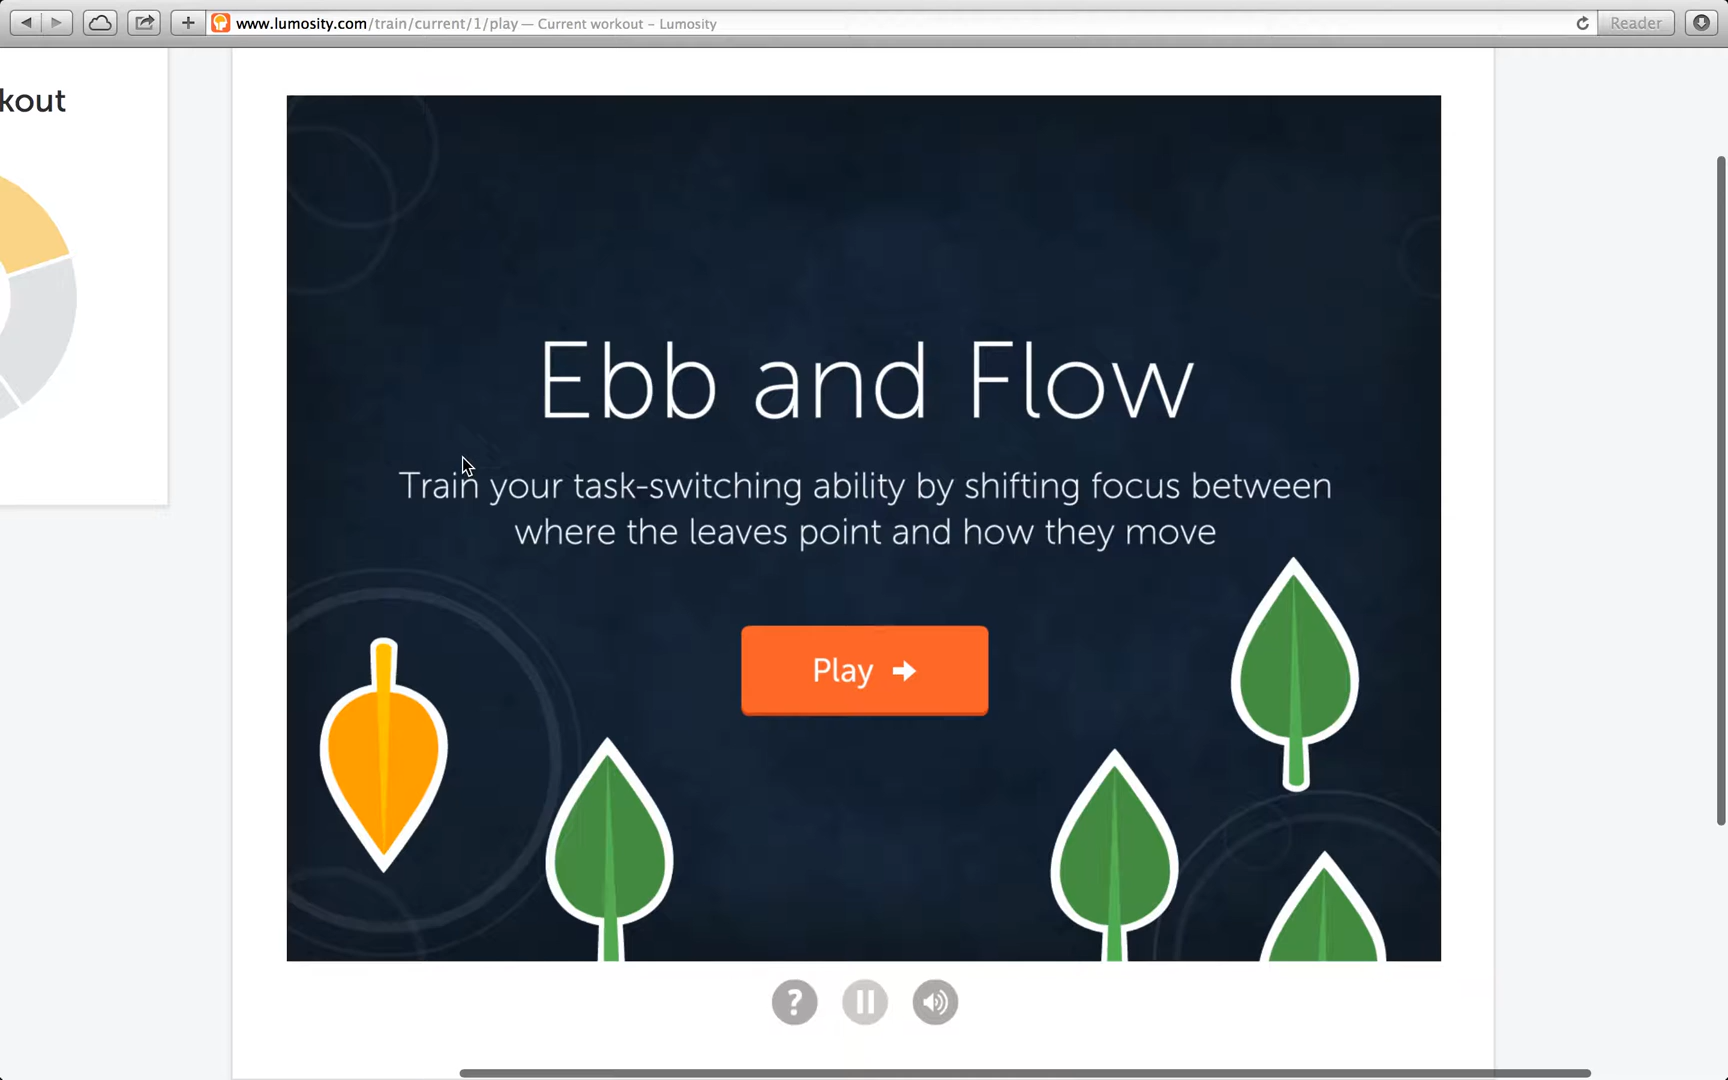 www.lumosity.com/train/current/1/play — Current workout – Lumosity
Reader
kout
Ebb and Flow
Train your task-switching ability by shifting focus between
where the leaves point and how they move
Play
?